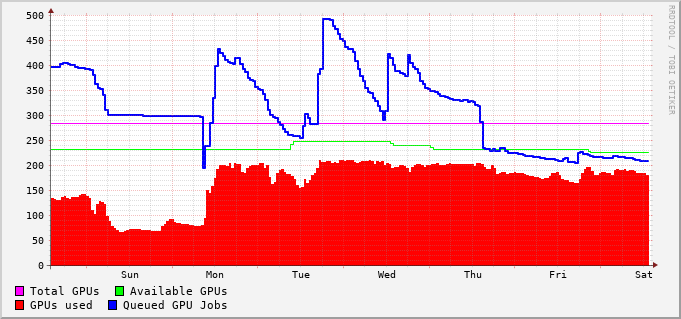 500
450
400
350
300
250
200
150
100
50
0
Sun Mon Tue Wed Thu Fri Sat
Total GPUs Available GPUs
GPUs used Queued GPU Jobs
RRDTOOL / TOBI OETIKER